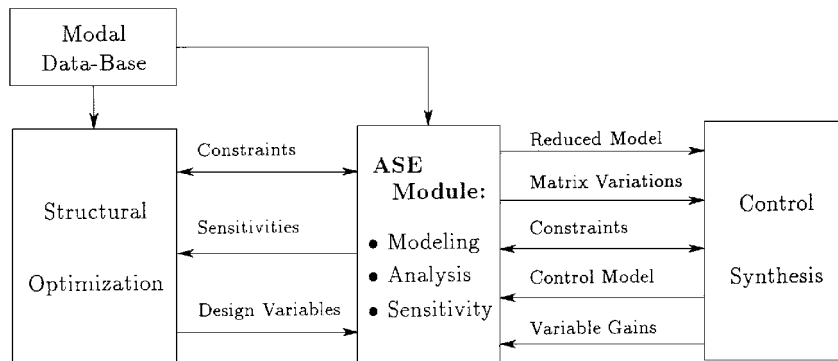 Modal
Data-Base
Structural
Optimization
Constraints
Sensitivities
Design Variables
ASE
Module:
• Modeling
• Analysis
• Sensitivity
Reduced Model
Matrix Variations
Constraints
Control Model
Variable Gains
Control
Synthesis